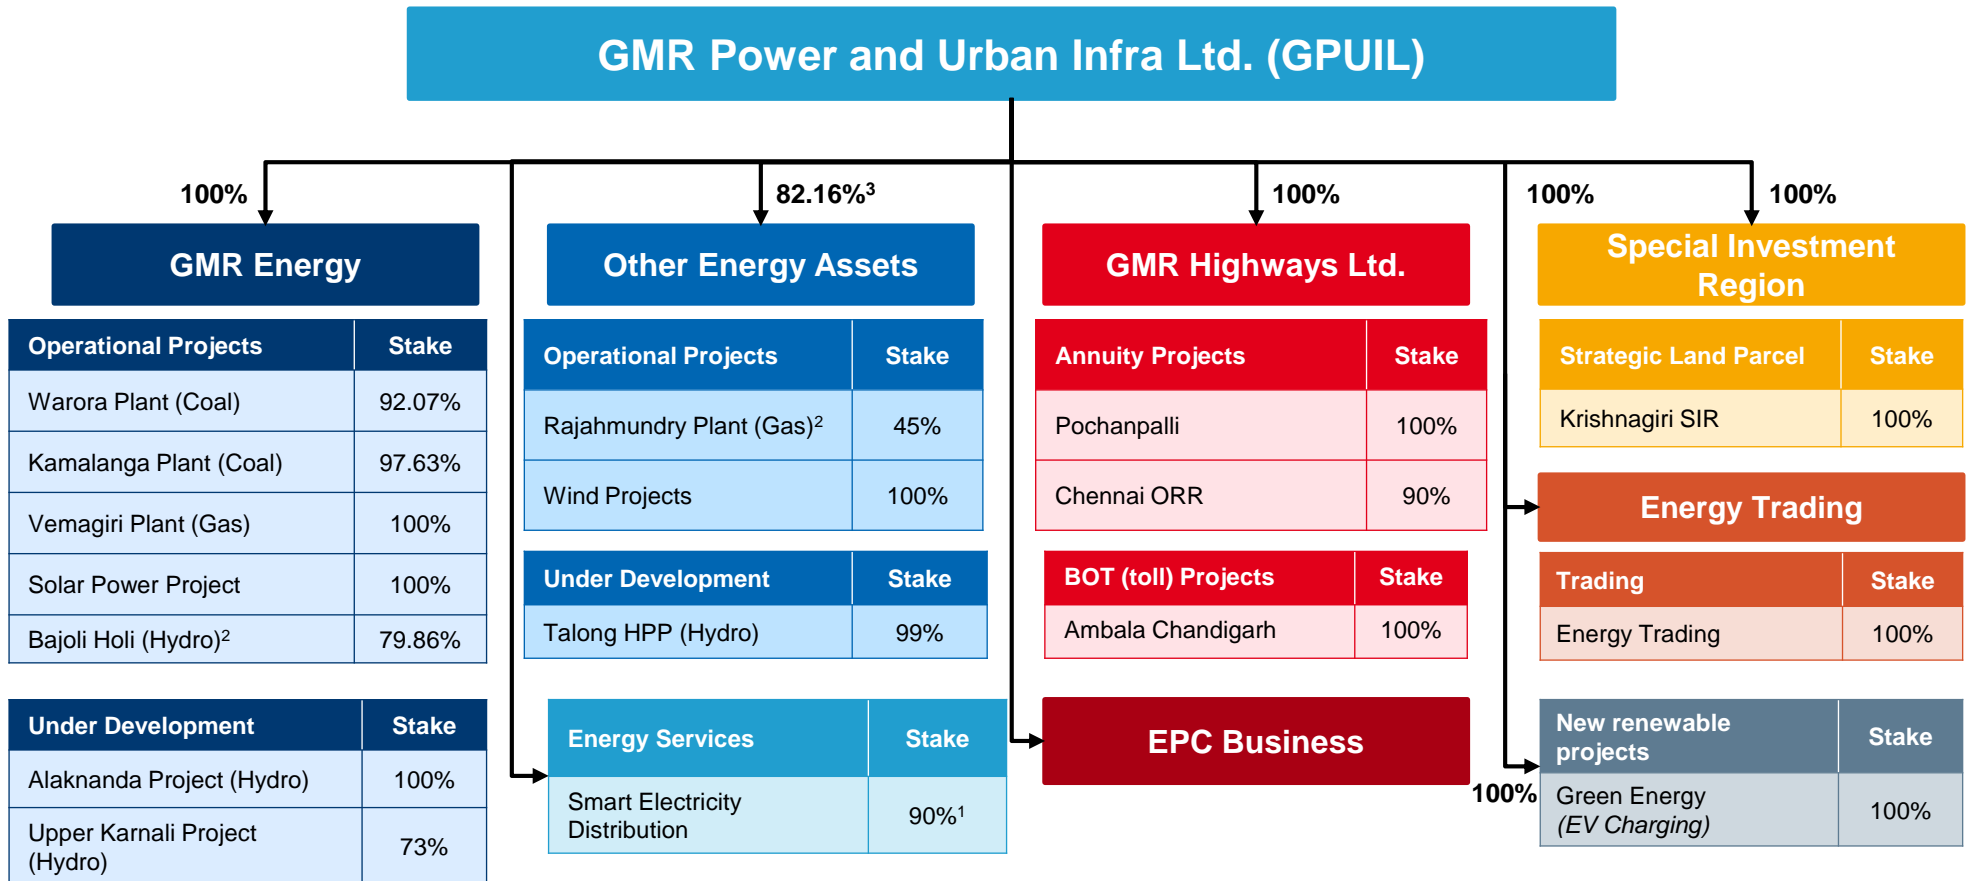 GMR Power and Urban Infra Ltd. (GPUIL)
100%
82.16%³
100%
100%
100%
GMR Energy
Operational Projects Stake
Warora Plant (Coal) 92.07%
Kamalanga Plant (Coal) 97.63%
Vemagiri Plant (Gas) 100%
Solar Power Project 100%
Bajoli Holi (Hydro)² 79.86%
Under Development Stake
Alaknanda Project (Hydro) 100%
Upper Karnali Project
(Hydro) 73%
Other Energy Assets
Operational Projects Stake
Rajahmundry Plant (Gas)² 45%
Wind Projects 100%
Under Development Stake
Talong HPP (Hydro) 99%
Energy Services Stake
Smart Electricity
Distribution 90%¹
GMR Highways Ltd.
Annuity Projects Stake
Pochanpalli 100%
Chennai ORR 90%
BOT (toll) Projects Stake
Ambala Chandigarh 100%
EPC Business
Special Investment
Region
Strategic Land Parcel Stake
Krishnagiri SIR 100%
Energy Trading
Trading Stake
Energy Trading 100%
100%
New renewable
projects Stake
Green Energy
(EV Charging) 100%